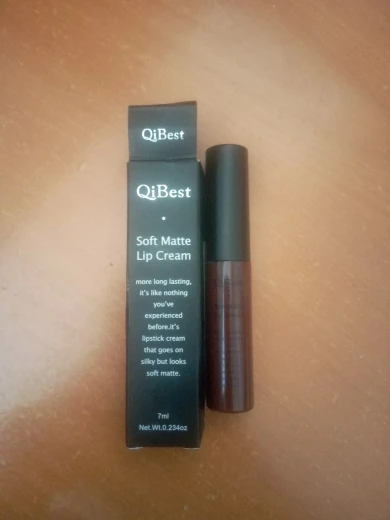 QiBest
QiBest
Soft Matte
Lip Cream
more long lasting,
it's like nothing
you've
experienced
before.it's
lipstick cream
that goes on
silky but looks
soft matte.
7ml
Net.Wt.0.234oz